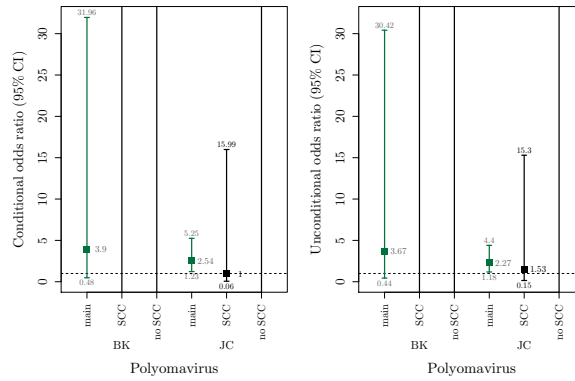 Conditional odds ratio (95% CI)
30
25
20
15
10
5
0
31.96
3.9
0.48
5.25
2.54
1.23
15.99
1
0.06
main
SCC
no SCC
main
SCC
no SCC
BK
JC
Polyomavirus
Unconditional odds ratio (95% CI)
30
25
20
15
10
5
0
30.42
3.67
0.44
4.4
2.27
1.18
15.3
1.53
0.15
main
SCC
no SCC
main
SCC
no SCC
BK
JC
Polyomavirus